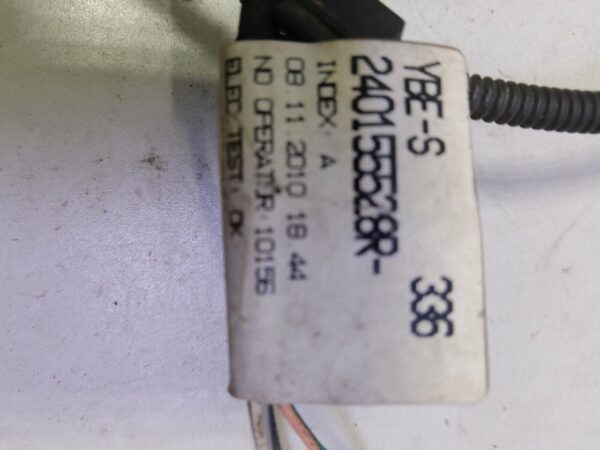 YBE-S 336
240155528R-
INDEX: A
08 11 2010 18 44
NO OPERATOR: 10156
ELEC TEST: OK